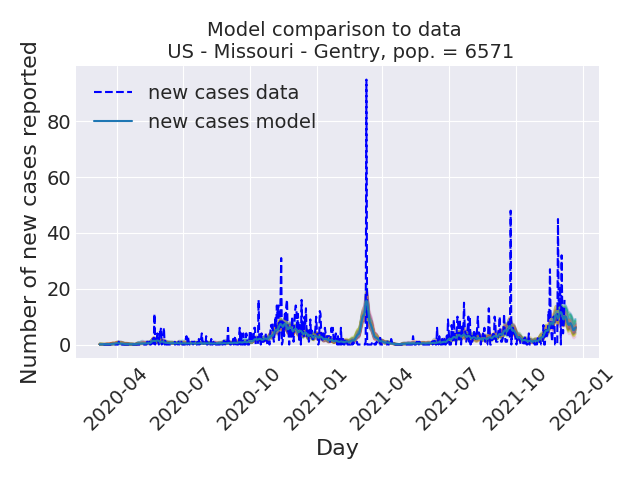 Model comparison to data
US - Missouri - Gentry, pop. = 6571
Number of new cases reported
new cases data
new cases model
80
60
40
20
0
2020-04
2020-07
2020-10
2021-01
2021-04
2021-07
2021-10
2022-01
Day